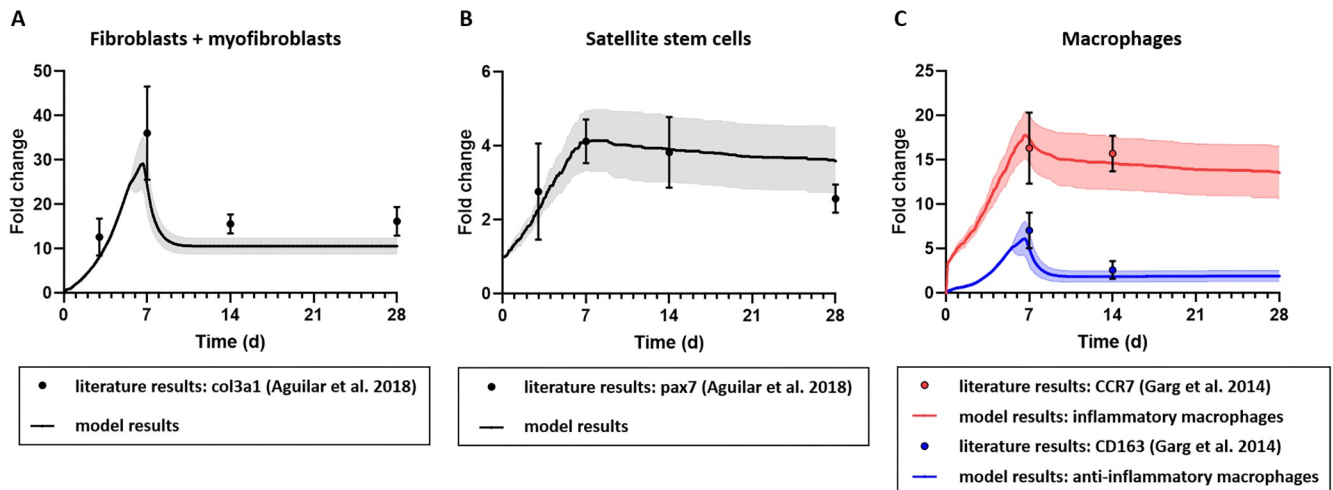 A
Fibroblasts + myofibroblasts
Fold change
50
40
30
20
10
0
0 7 14 21 28
Time (d)
literature results: col3a1 (Aguilar et al. 2018)
model results
B
Satellite stem cells
Fold change
6
4
2
0
0 7 14 21 28
Time (d)
literature results: pax7 (Aguilar et al. 2018)
model results
C
Macrophages
Fold change
25
20
15
10
5
0
0 7 14 21 28
Time (d)
literature results: CCR7 (Garg et al. 2014)
model results: inflammatory macrophages
literature results: CD163 (Garg et al. 2014)
model results: anti-inflammatory macrophages